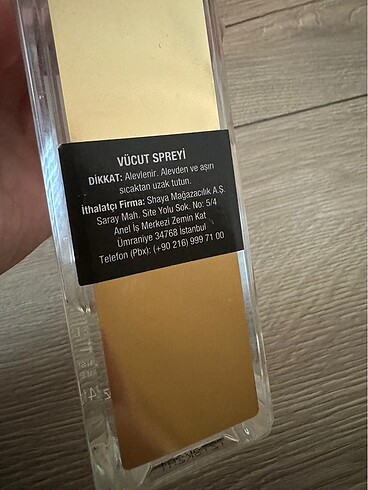 VÜCUT SPREYİ
DİKKAT: Alevlenir. Alevden ve aşırı
sıcaktan uzak tutun.
İthalatçı Firma: Shaya Mağazacılık A.Ş.
Saray Mah. Site Yolu Sok. No: 5/4
Anel İş Merkezi Zemin Kat
Ümraniye 34768 İstanbul
Telefon (Pbx): (+90 216) 999 71 00